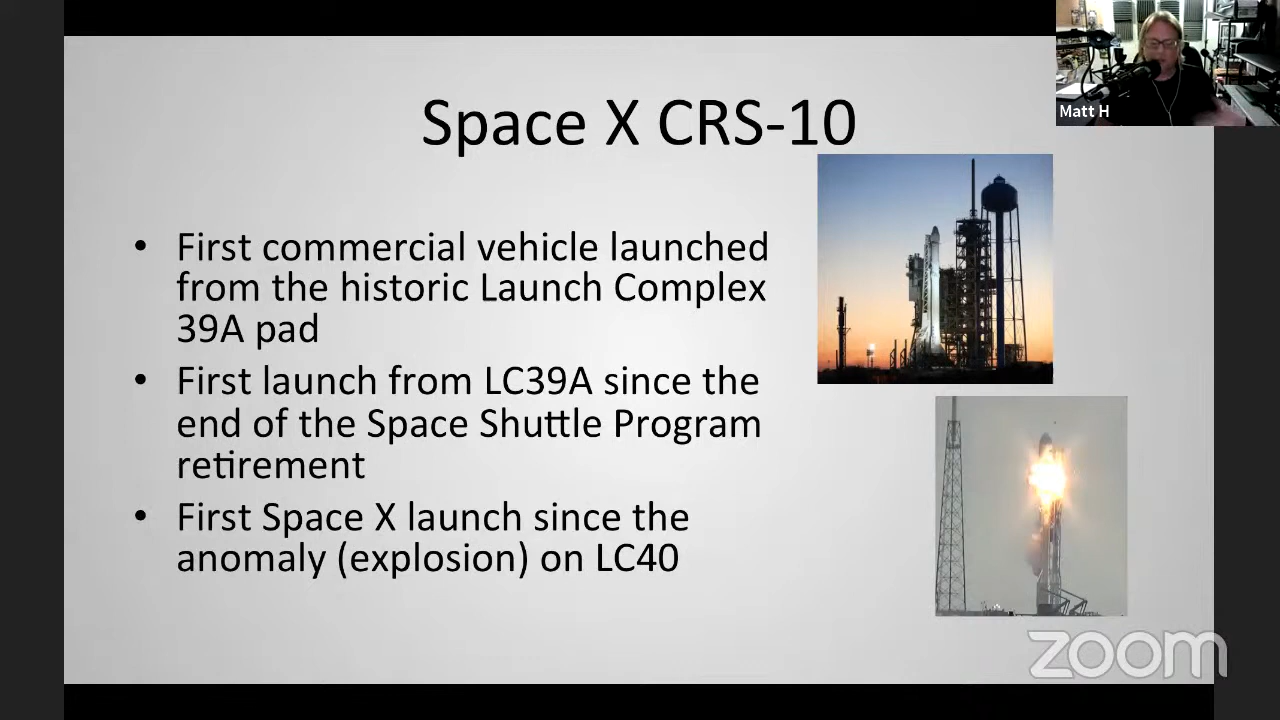 Space X CRS-10
Matt H
• First commercial vehicle launched
from the historic Launch Complex
39A pad
• First launch from LC39A since the
end of the Space Shuttle Program
retirement
• First Space X launch since the
anomaly (explosion) on LC40
zoom